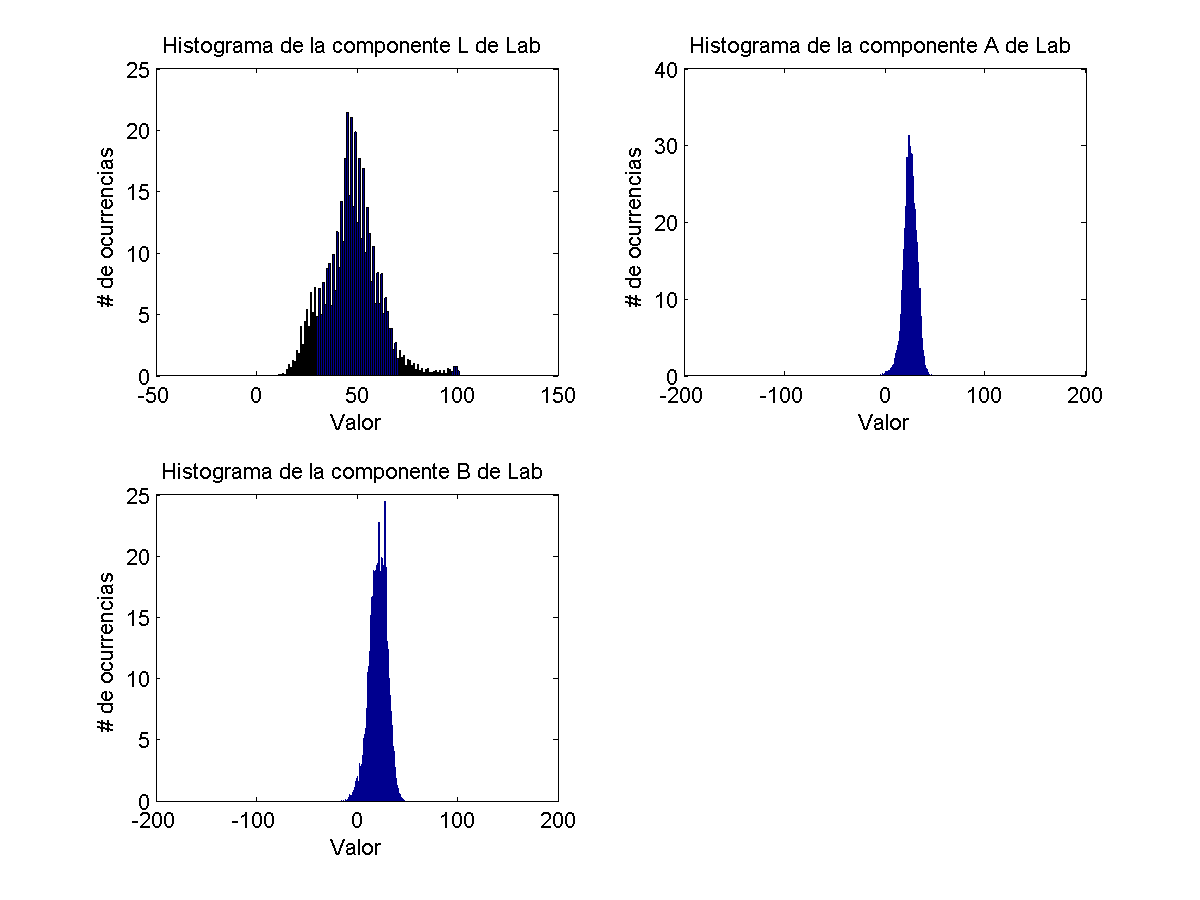 Histograma de la componente L de Lab
25
20
15
10
5
0
-50 0 50 100 150
# de ocurrencias
Valor
Histograma de la componente A de Lab
40
30
20
10
0
-200 -100 0 100 200
# de ocurrencias
Valor
Histograma de la componente B de Lab
25
20
15
10
5
0
-200 -100 0 100 200
# de ocurrencias
Valor